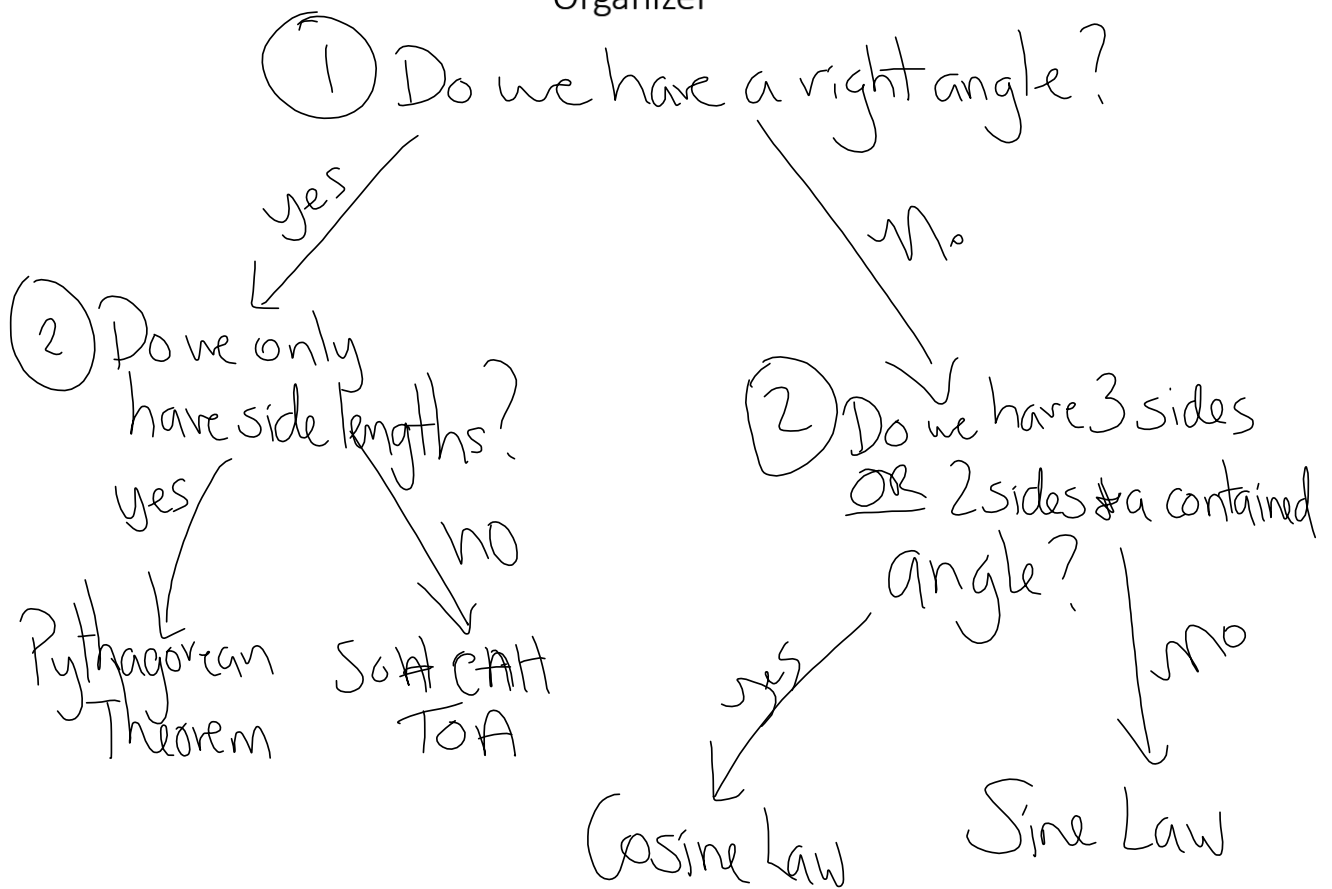 Organizer
1 Do we have a right angle?
yes
No
2 Do we only
have side lengths?
yes
no
Pythagorean
Theorem
SOH CAH
TOA
2 Do we have 3 sides
OR 2 sides & a contained
angle?
yes
No
Cosine Law
Sine Law